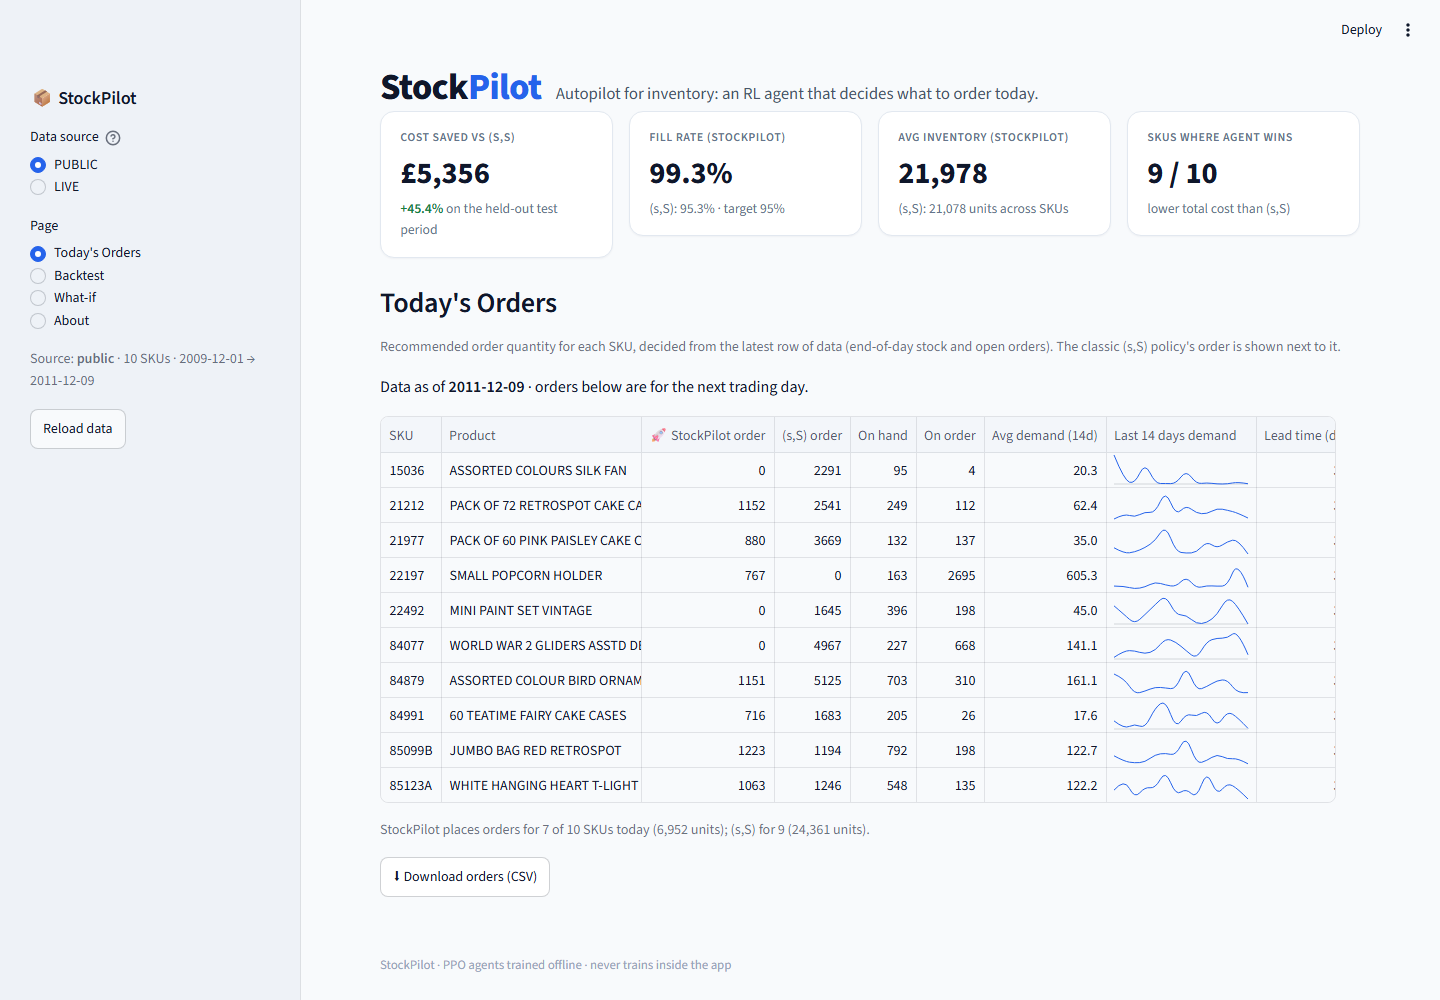 Deploy
📦 StockPilot
Data source
PUBLIC
LIVE
Page
Today's Orders
Backtest
What-if
About
Source: public · 10 SKUs · 2009-12-01 →
2011-12-09
Reload data
StockPilot Autopilot for inventory: an RL agent that decides what to order today.
COST SAVED VS (S,S)
£5,356
+45.4% on the held-out test
period
FILL RATE (STOCKPILOT)
99.3%
(s,S): 95.3% · target 95%
AVG INVENTORY (STOCKPILOT)
21,978
(s,S): 21,078 units across SKUs
SKUS WHERE AGENT WINS
9 / 10
lower total cost than (s,S)
Today's Orders
Recommended order quantity for each SKU, decided from the latest row of data (end-of-day stock and open orders). The classic (s,S) policy's order is shown next to it.
Data as of 2011-12-09 · orders below are for the next trading day.
SKU Product 🚀 StockPilot order (s,S) order On hand On order Avg demand (14d) Last 14 days demand Lead time (d
15036 ASSORTED COLOURS SILK FAN 0 2291 95 4 20.3
21212 PACK OF 72 RETROSPOT CAKE CA 1152 2541 249 112 62.4
21977 PACK OF 60 PINK PAISLEY CAKE C 880 3669 132 137 35.0
22197 SMALL POPCORN HOLDER 767 0 163 2695 605.3
22492 MINI PAINT SET VINTAGE 0 1645 396 198 45.0
84077 WORLD WAR 2 GLIDERS ASSTD DE 0 4967 227 668 141.1
84879 ASSORTED COLOUR BIRD ORNAM 1151 5125 703 310 161.1
84991 60 TEATIME FAIRY CAKE CASES 716 1683 205 26 17.6
85099B JUMBO BAG RED RETROSPOT 1223 1194 792 198 122.7
85123A WHITE HANGING HEART T-LIGHT 1063 1246 548 135 122.2
StockPilot places orders for 7 of 10 SKUs today (6,952 units); (s,S) for 9 (24,361 units).
⬇ Download orders (CSV)
StockPilot · PPO agents trained offline · never trains inside the app